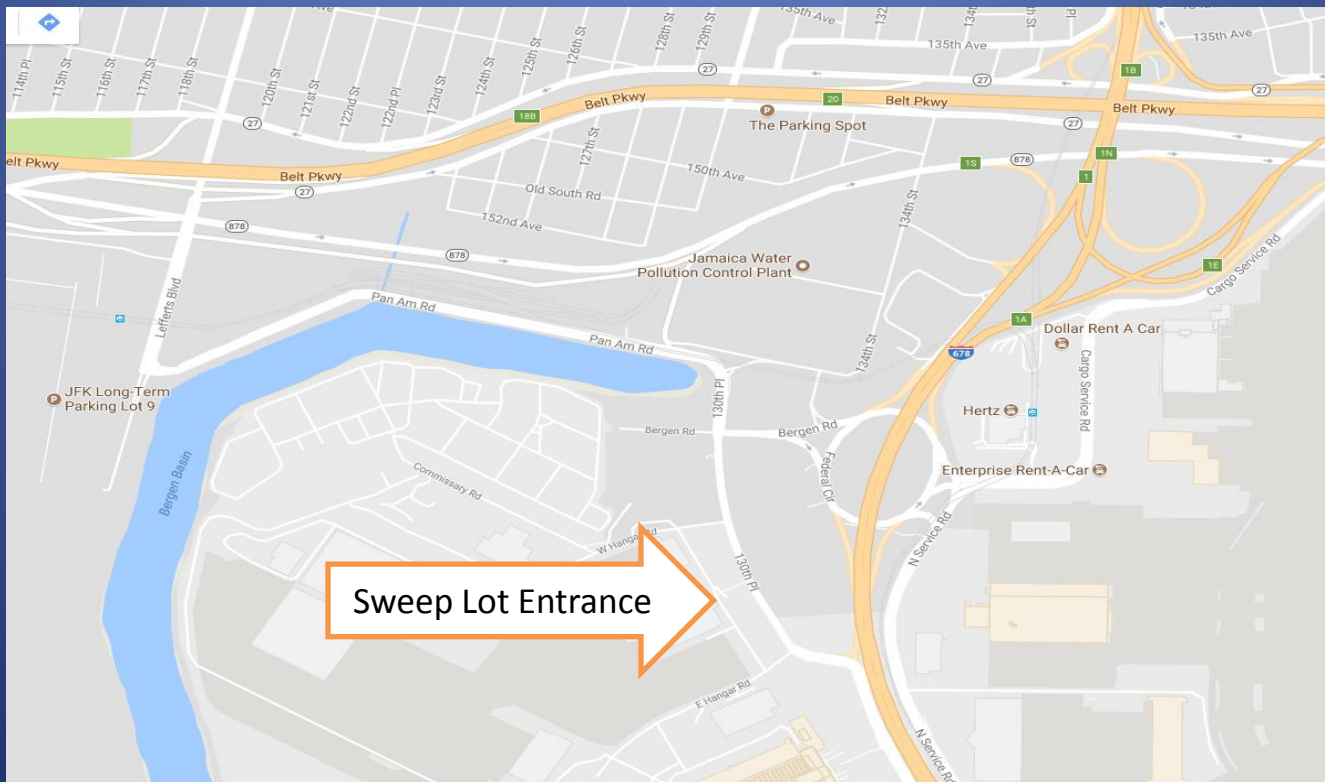 135th Ave
132
134th
St
Pl
135th Ave
135th Ave
114th Pl
115th St
116th St
117th St
118th St
120th St
121st St
122nd St
122nd Pl
123rd St
124th St
125th St
126th St
128th St
129th St
27
27
27
1B
18B
Belt Pkwy
20
Belt Pkwy
Belt Pkwy
The Parking Spot
27
27
127th St
elt Pkwy
Belt Pkwy
27
150th Ave
1S
878
1N
1
Old South Rd
134th St
152nd Ave
878
878
Jamaica Water
Pollution Control Plant
1E
Cargo Service Rd
Lefferts Blvd
Pan Am Rd
Pan Am Rd
1A
Dollar Rent A Car
134th St
678
Cargo Service Rd
JFK Long-Term
Parking Lot 9
130th Pl
Hertz
Bergen Rd
Bergen Rd
Bergen Basin
Commissary Rd
Federal Cir
Enterprise Rent-A-Car
W Hangar Rd
N Service Rd
130th Pl
Sweep Lot Entrance
E Hangar Rd
N Service Rd